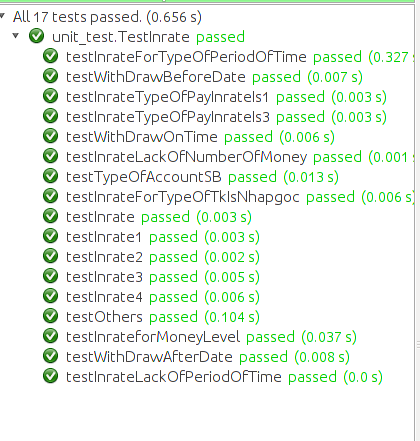 All 17 tests passed. (0.656 s)
unit_test.TestInrate passed
testInrateForTypeOfPeriodOfTime passed (0.327 s
testWithDrawBeforeDate passed (0.007 s)
testInrateTypeOfPayInrateIs1 passed (0.003 s)
testInrateTypeOfPayInrateIs3 passed (0.003 s)
testWithDrawOnTime passed (0.006 s)
testInrateLackOfNumberOfMoney passed (0.001 s
testTypeOfAccountSB passed (0.013 s)
testInrateForTypeOfTkIsNhapgoc passed (0.006 s)
testInrate passed (0.003 s)
testInrate1 passed (0.003 s)
testInrate2 passed (0.002 s)
testInrate3 passed (0.005 s)
testInrate4 passed (0.006 s)
testOthers passed (0.104 s)
testInrateforMoneyLevel passed (0.037 s)
testWithDrawAfterDate passed (0.008 s)
testInrateLackOfPeriodOfTime passed (0.0 s)